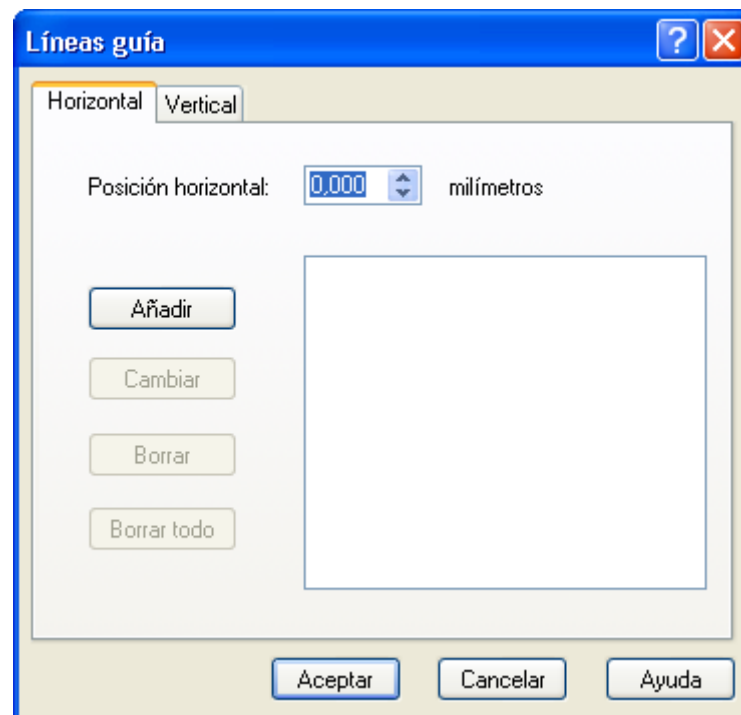 Líneas guía
Horizontal Vertical
Posición horizontal: 0,000 milímetros
Añadir
Cambiar
Borrar
Borrar todo
Aceptar Cancelar Ayuda